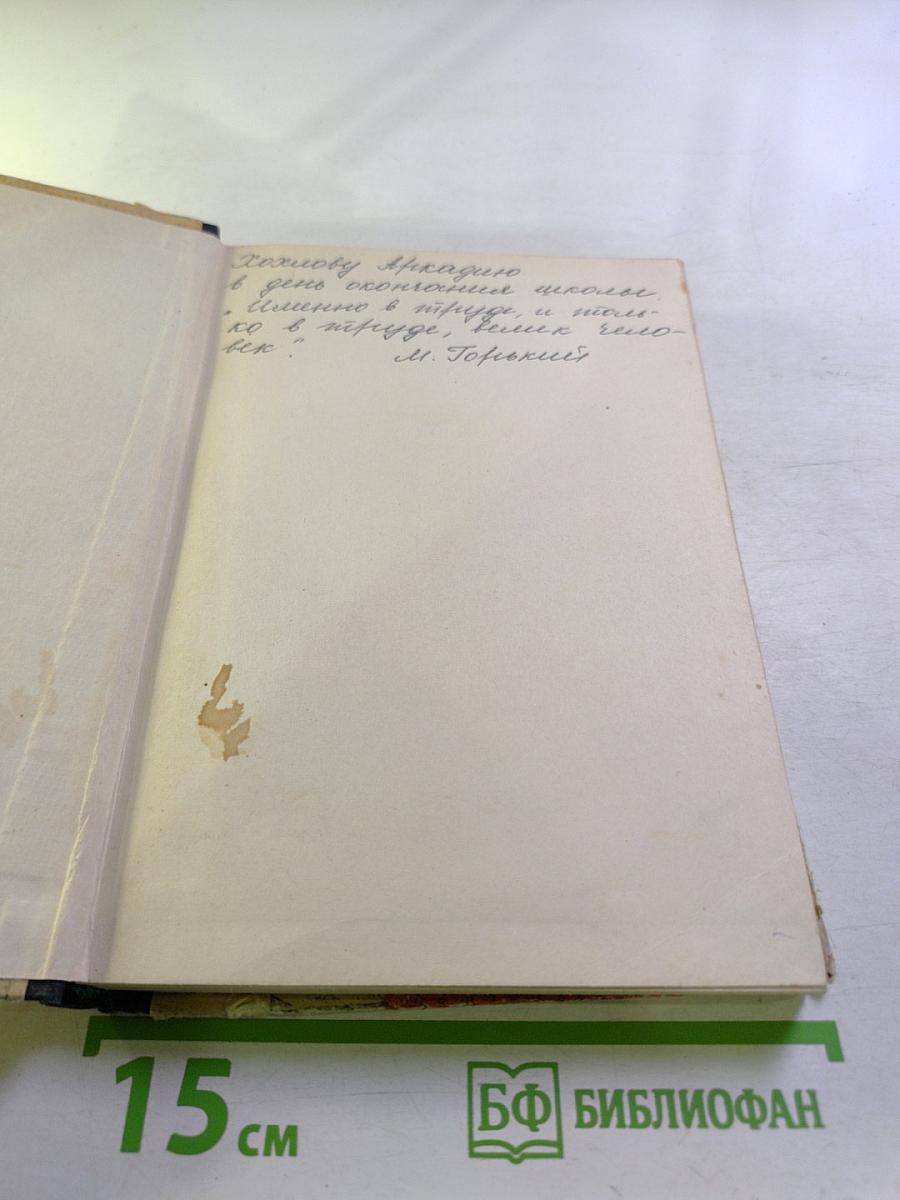 Хохлову Аркадию
в день окончания школы.
„Именно в труде, и толь-
ко в труде, велик чело-
век".
М. Горький
15 см
БФ БИБЛИОФАН